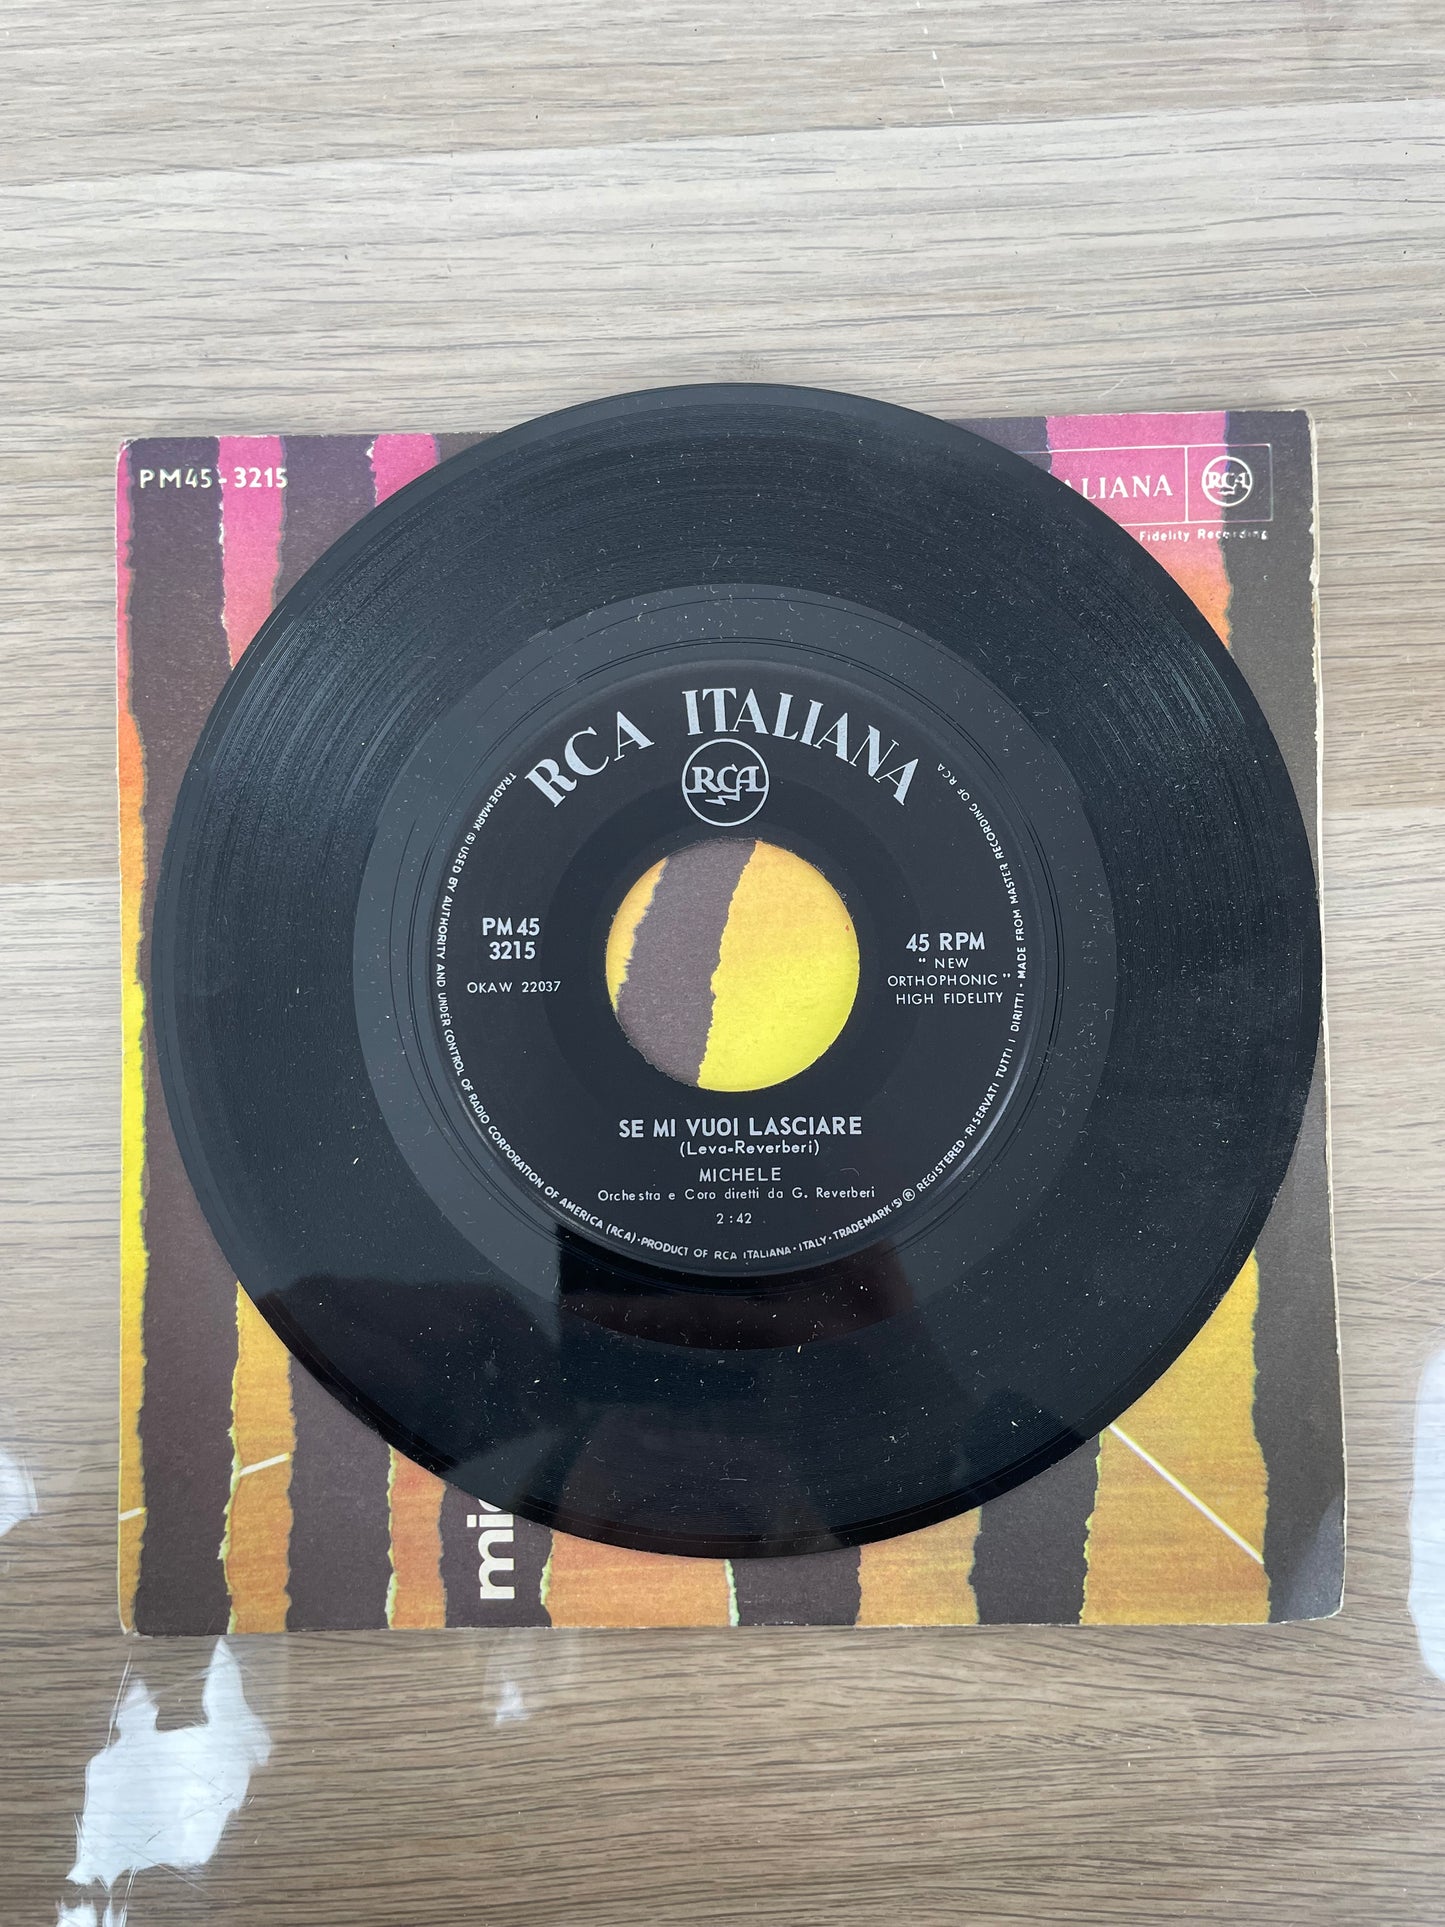 PM45-3215
ALIANA
RCA
Fidelity Recording
RCA ITALIANA
RCA
PM 45
3215
OKAW 22037
45 RPM
" NEW
ORTHOPHONIC "
HIGH FIDELITY
SE MI VUOI LASCIARE
(Leva-Reverberi)
MICHELE
Orchestra e Coro diretti da G. Reverberi
2:42
TRADEMARK (S) USED BY AUTHORITY AND UNDER CONTROL OF RADIO CORPORATION OF AMERICA (RCA)·PRODUCT OF RCA ITALIANA·ITALY·TRADEMARK(S)® REGISTERED·RISERVATI TUTTI I DIRITTI·MADE FROM MASTER RECORDING OF RCA
mi